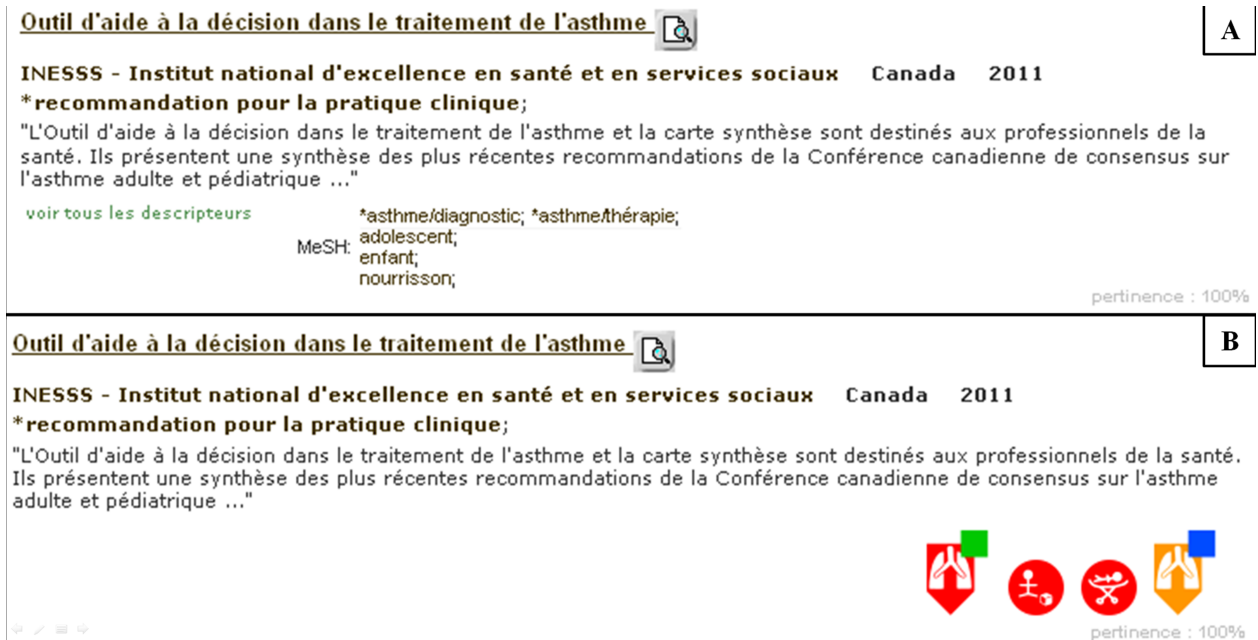 Outil d'aide à la décision dans le traitement de l'asthme
A
INESSS - Institut national d'excellence en santé et en services sociaux Canada 2011
*recommandation pour la pratique clinique;
"L'Outil d'aide à la décision dans le traitement de l'asthme et la carte synthèse sont destinés aux professionnels de la
santé. Ils présentent une synthèse des plus récentes recommandations de la Conférence canadienne de consensus sur
l'asthme adulte et pédiatrique ..."
voir tous les descripteurs
MeSH:
*asthme/diagnostic; *asthme/thérapie;
adolescent;
enfant;
nourrisson;
pertinence : 100%
Outil d'aide à la décision dans le traitement de l'asthme
B
INESSS - Institut national d'excellence en santé et en services sociaux Canada 2011
*recommandation pour la pratique clinique;
"L'Outil d'aide à la décision dans le traitement de l'asthme et la carte synthèse sont destinés aux professionnels de la santé.
Ils présentent une synthèse des plus récentes recommandations de la Conférence canadienne de consensus sur l'asthme
adulte et pédiatrique ..."
pertinence : 100%